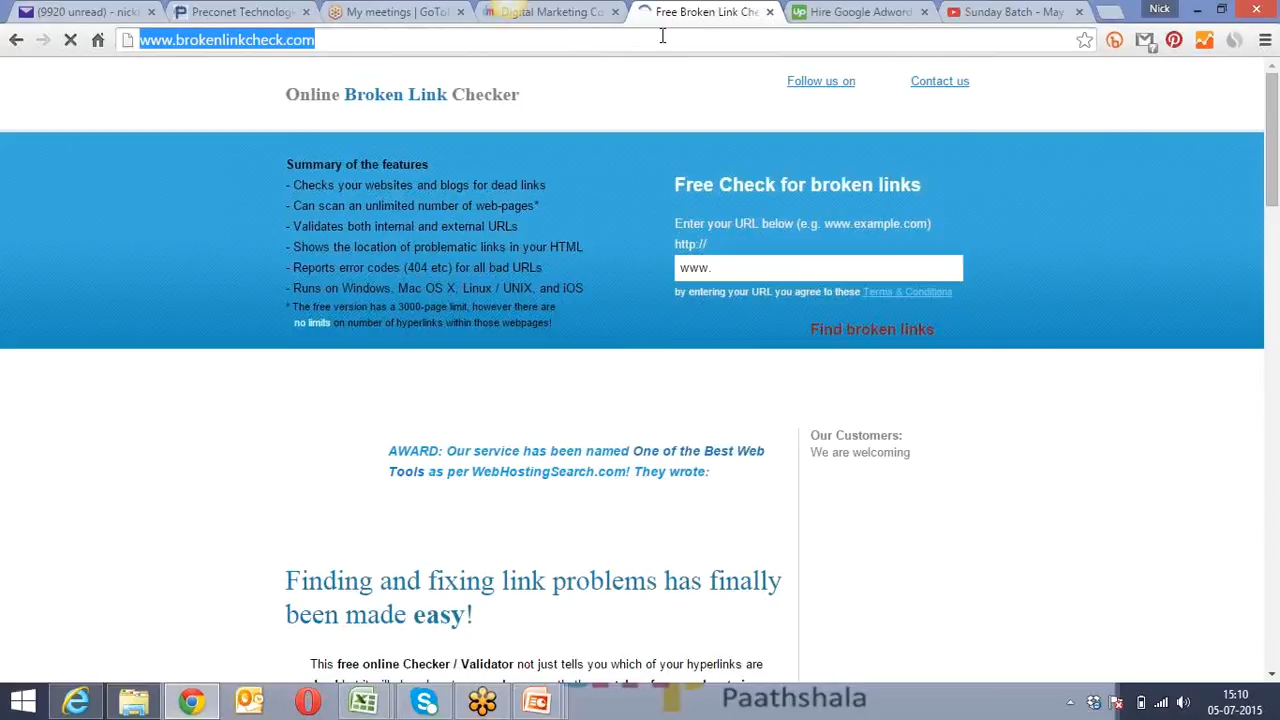 (9920 unread) - nickl
Preconet Technology
My meetings | GoTo
Digital Marketing Co
Free Broken Link Che
Hire Google Adword
Sunday Batch - May
Nick
www.brokenlinkcheck.com
Online Broken Link Checker
Follow us on
Contact us
Summary of the features
- Checks your websites and blogs for dead links
- Can scan an unlimited number of web-pages*
- Validates both internal and external URLs
- Shows the location of problematic links in your HTML
- Reports error codes (404 etc) for all bad URLs
- Runs on Windows, Mac OS X, Linux / UNIX, and iOS
* The free version has a 3000-page limit, however there are
no limits on number of hyperlinks within those webpages!
Free Check for broken links
Enter your URL below (e.g. www.example.com)
http://
www.
by entering your URL you agree to these Terms & Conditions
Find broken links
AWARD: Our service has been named One of the Best Web
Tools as per WebHostingSearch.com! They wrote:
Our Customers:
We are welcoming
Finding and fixing link problems has finally
been made easy!
This free online Checker / Validator not just tells you which of your hyperlinks are
Paathshala
15:10
05-07-2015